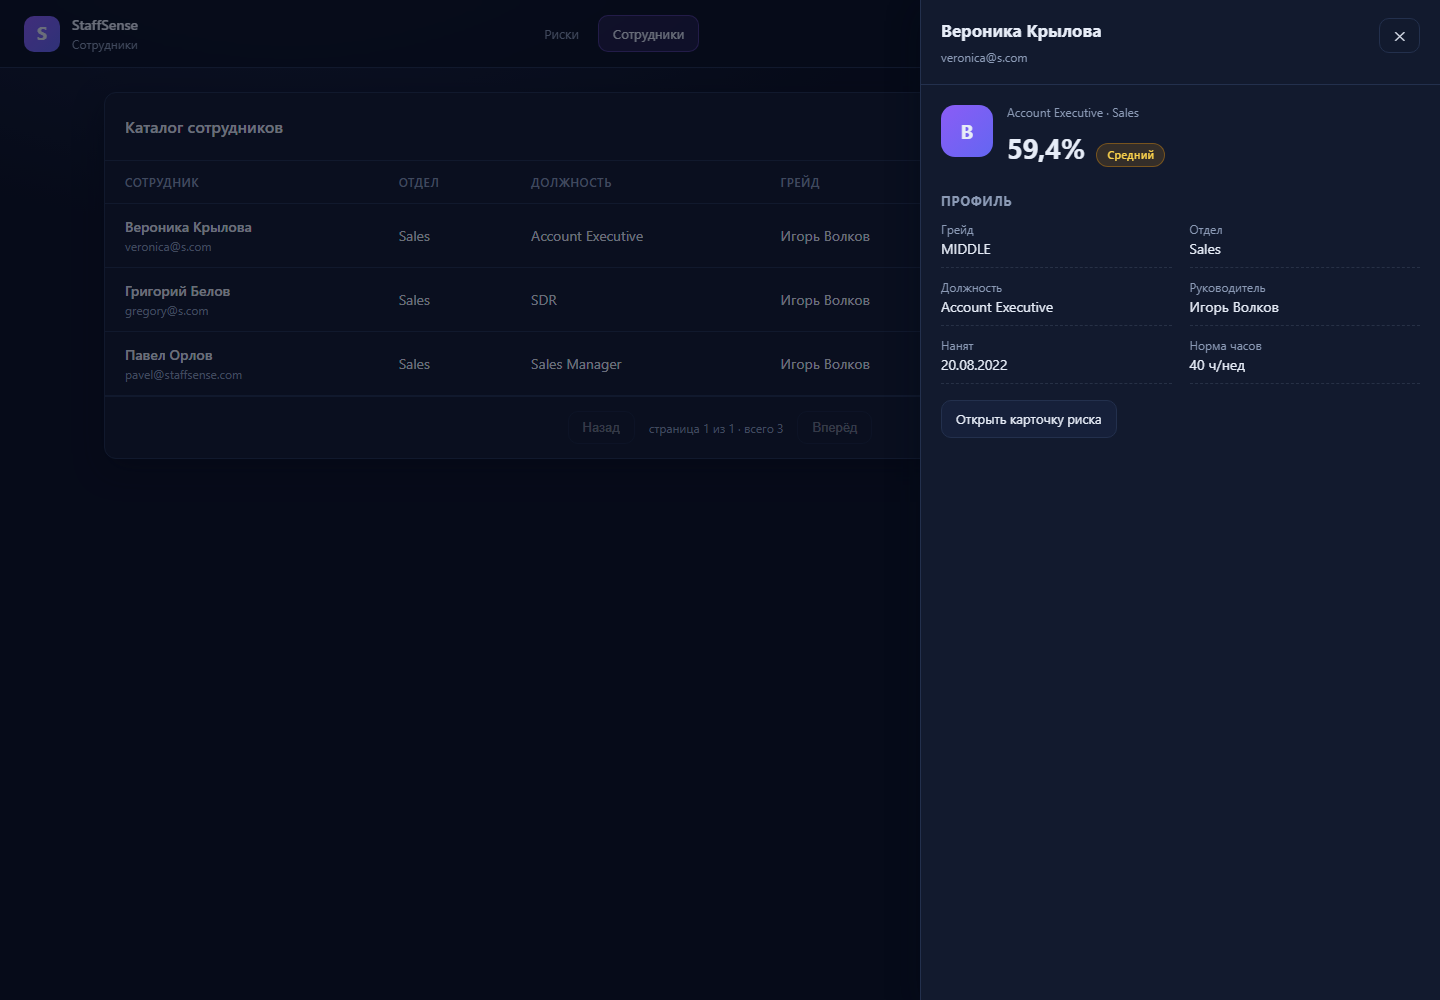 S
StaffSense
Сотрудники
Риски
Сотрудники
Каталог сотрудников
СОТРУДНИК ОТДЕЛ ДОЛЖНОСТЬ ГРЕЙД
Вероника Крылова
veronica@s.com
Sales
Account Executive
Игорь Волков
Григорий Белов
gregory@s.com
Sales
SDR
Игорь Волков
Павел Орлов
pavel@staffsense.com
Sales
Sales Manager
Игорь Волков
Назад страница 1 из 1 · всего 3 Вперёд
Вероника Крылова
veronica@s.com
×
В
Account Executive · Sales
59,4% Средний
ПРОФИЛЬ
Грейд
MIDDLE
Отдел
Sales
Должность
Account Executive
Руководитель
Игорь Волков
Нанят
20.08.2022
Норма часов
40 ч/нед
Открыть карточку риска